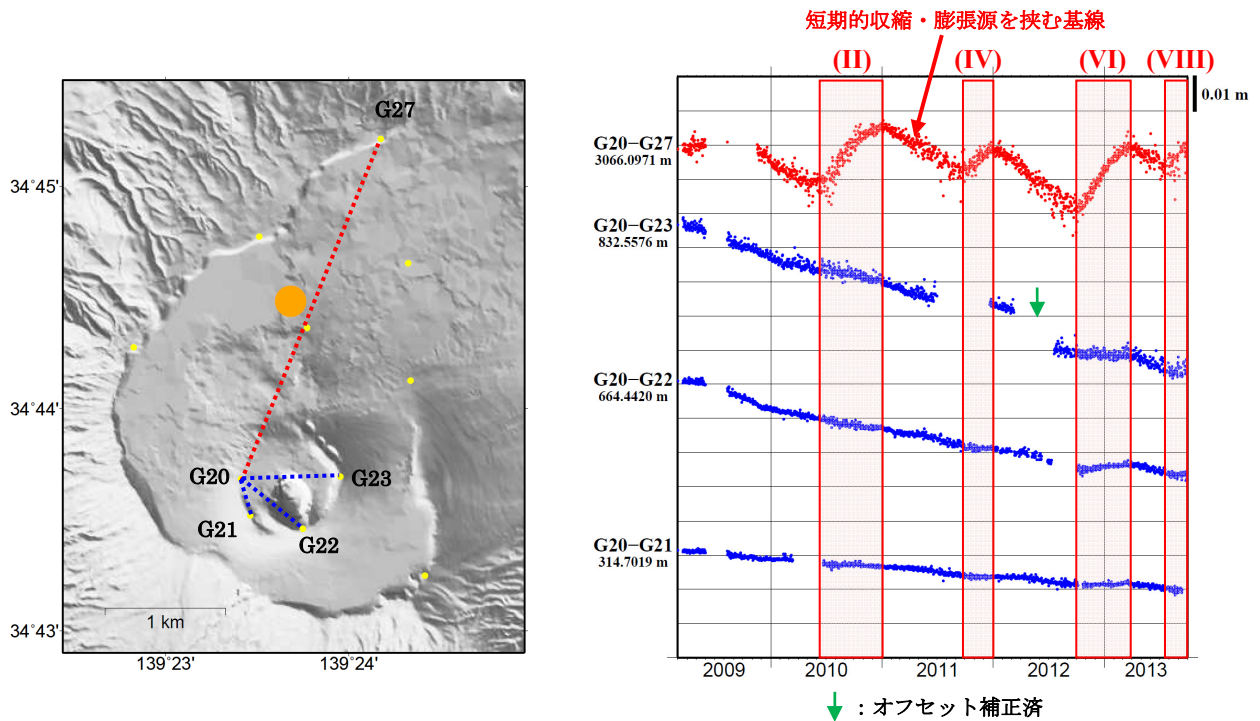 短期的収縮・膨張源を挟む基線
(II)
(IV)
(VI)
(VIII)
0.01 m
G27
G20
G21
G22
G23
34°45'
34°44'
34°43'
1 km
139°23'
139°24'
G20−G27
3066.0971 m
G20−G23
832.5576 m
G20−G22
664.4420 m
G20−G21
314.7019 m
2009
2010
2011
2012
2013
：オフセット補正済